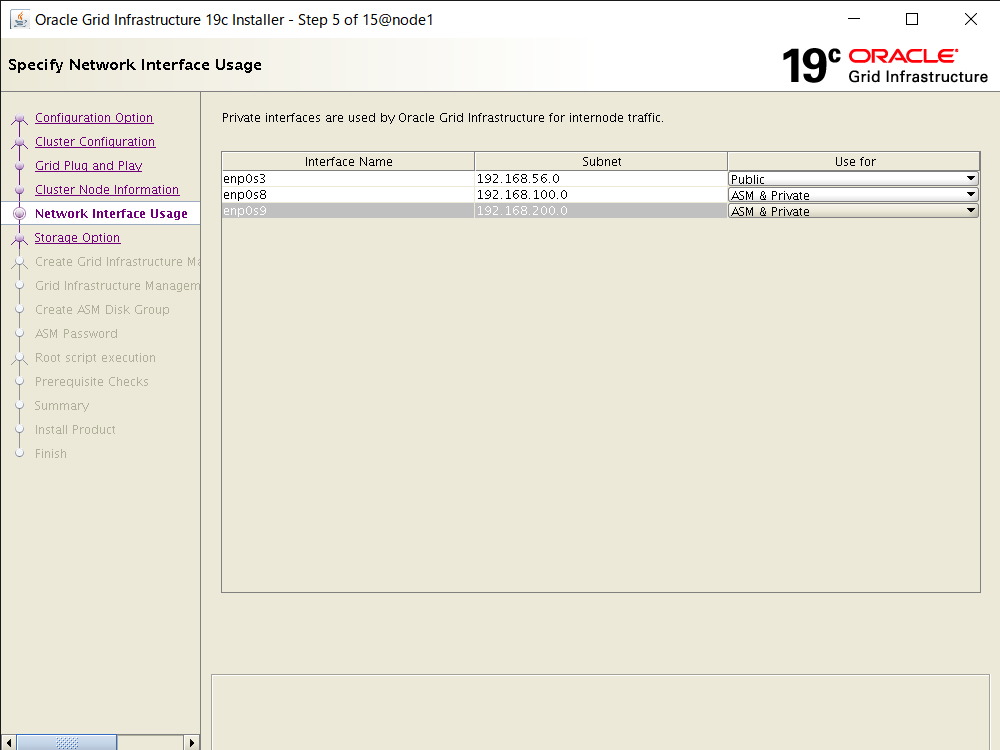 Oracle Grid Infrastructure 19c Installer - Step 5 of 15@node1
Specify Network Interface Usage
19c ORACLE
Grid Infrastructure
Configuration Option
Cluster Configuration
Grid Plug and Play
Cluster Node Information
Network Interface Usage
Storage Option
Create Grid Infrastructure Ma
Grid Infrastructure Managem
Create ASM Disk Group
ASM Password
Root script execution
Prerequisite Checks
Summary
Install Product
Finish
Private interfaces are used by Oracle Grid Infrastructure for internode traffic.
Interface Name Subnet Use for
enp0s3 192.168.56.0 Public
enp0s8 192.168.100.0 ASM & Private
enp0s9 192.168.200.0 ASM & Private